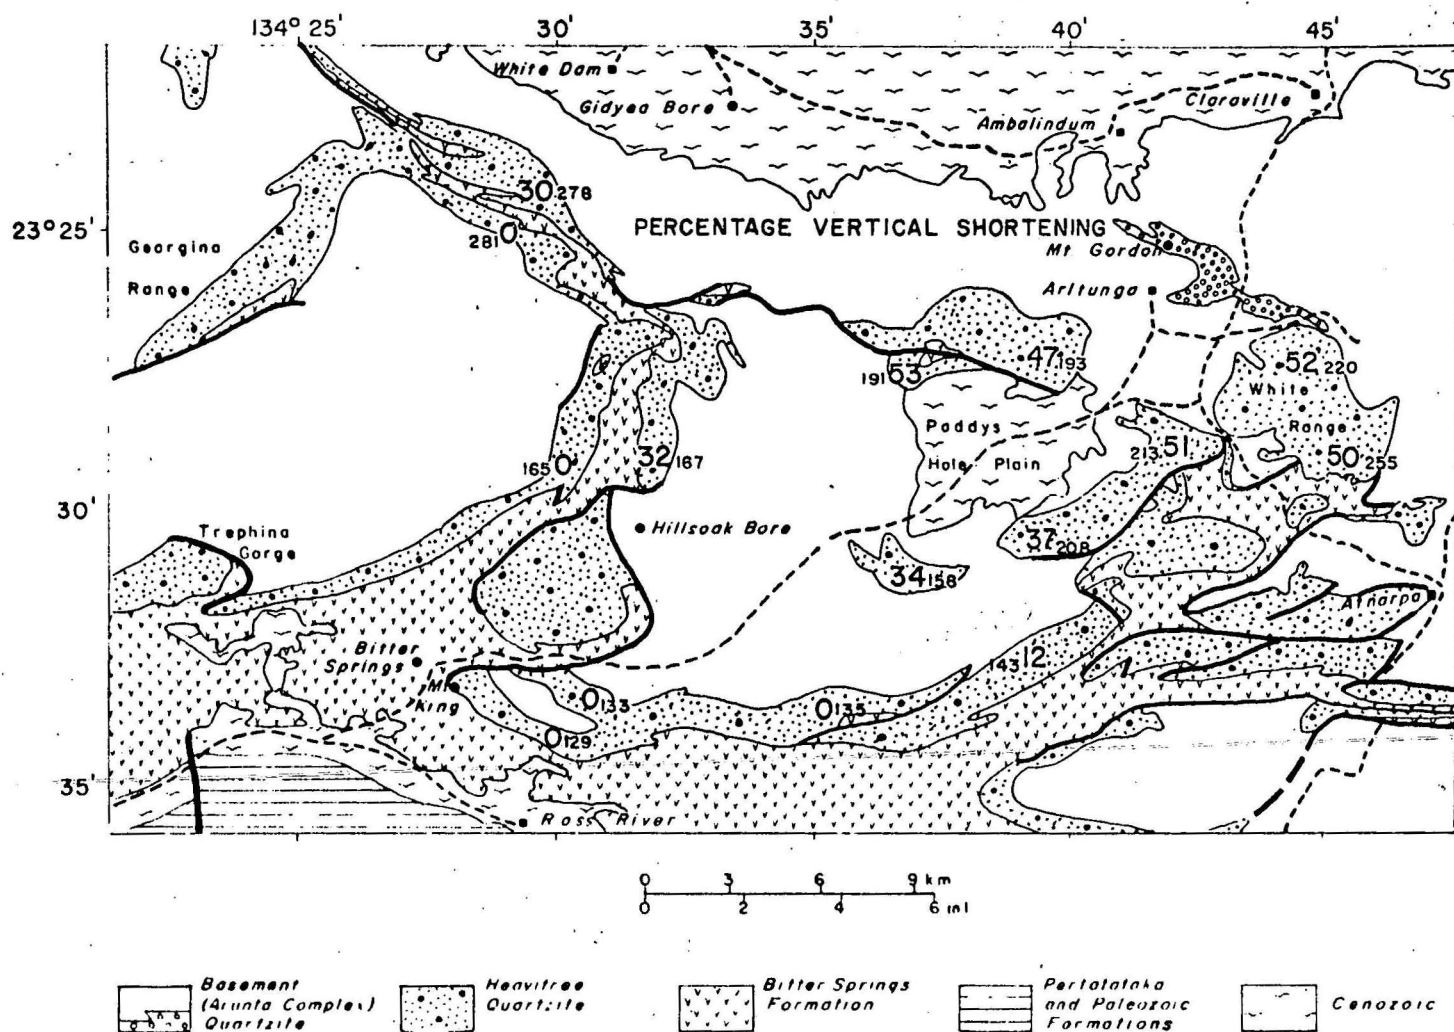 134° 25' 30' 35' 40' 45'
White Dam
Gidyea Bore
Claraville
Ambalindum
30 278
23° 25'
281 0
PERCENTAGE VERTICAL SHORTENING
Mt Gordon
Georgina
Range
Arltunga
47 193
191 53
52 220
White
Range
Paddys
Hole Plain
165 0
32 167
213 51
50 255
30'
Hillsoak Bore
Trephina
Gorge
37 208
34 158
Atnarpa
Bitter
Springs
Mt
King
143 12
0 133
0 135
0 129
35'
Ross River
0 3 6 9 km
0 2 4 6 ml
Basement
(Arunta Complex)
Quartzite
Heavitree
Quartzite
Bitter Springs
Formation
Pertatataka
and Paleozoic
Formations
Cenozoic